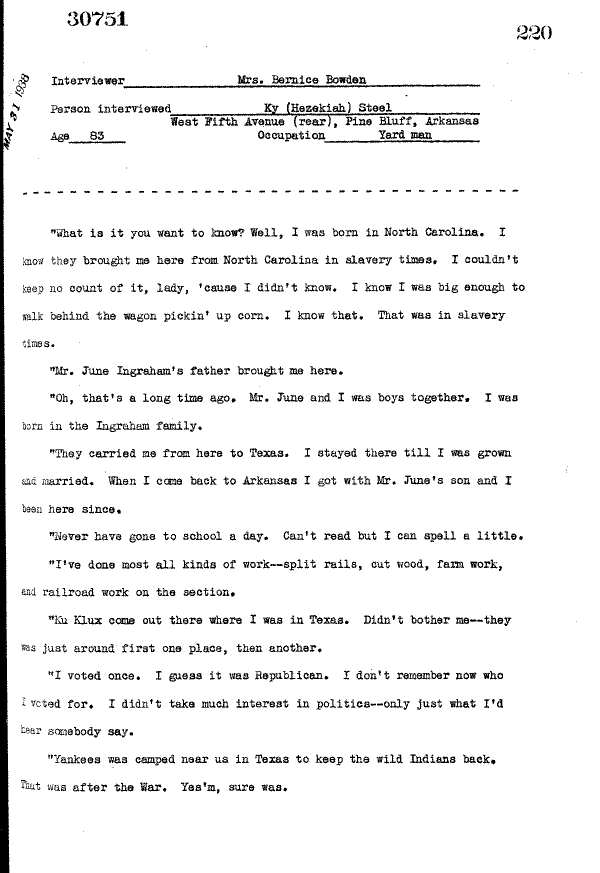 30751
220
MAY 31 1938
Interviewer Mrs. Bernice Bowden
Person interviewed Ky (Hezekiah) Steel
West Fifth Avenue (rear), Pine Bluff, Arkansas
Age 83 Occupation Yard man
"What is it you want to know? Well, I was born in North Carolina. I
know they brought me here from North Carolina in slavery times. I couldn't
keep no count of it, lady, 'cause I didn't know. I know I was big enough to
walk behind the wagon pickin' up corn. I know that. That was in slavery
times.
"Mr. June Ingraham's father brought me here.
"Oh, that's a long time ago. Mr. June and I was boys together. I was
born in the Ingraham family.
"They carried me from here to Texas. I stayed there till I was grown
and married. When I come back to Arkansas I got with Mr. June's son and I
been here since.
"Never have gone to school a day. Can't read but I can spell a little.
"I've done most all kinds of work--split rails, cut wood, farm work,
and railroad work on the section.
"Ku Klux come out there where I was in Texas. Didn't bother me--they
was just around first one place, then another.
"I voted once. I guess it was Republican. I don't remember now who
I voted for. I didn't take much interest in politics--only just what I'd
hear somebody say.
"Yankees was camped near us in Texas to keep the wild Indians back.
That was after the War. Yes'm, sure was.